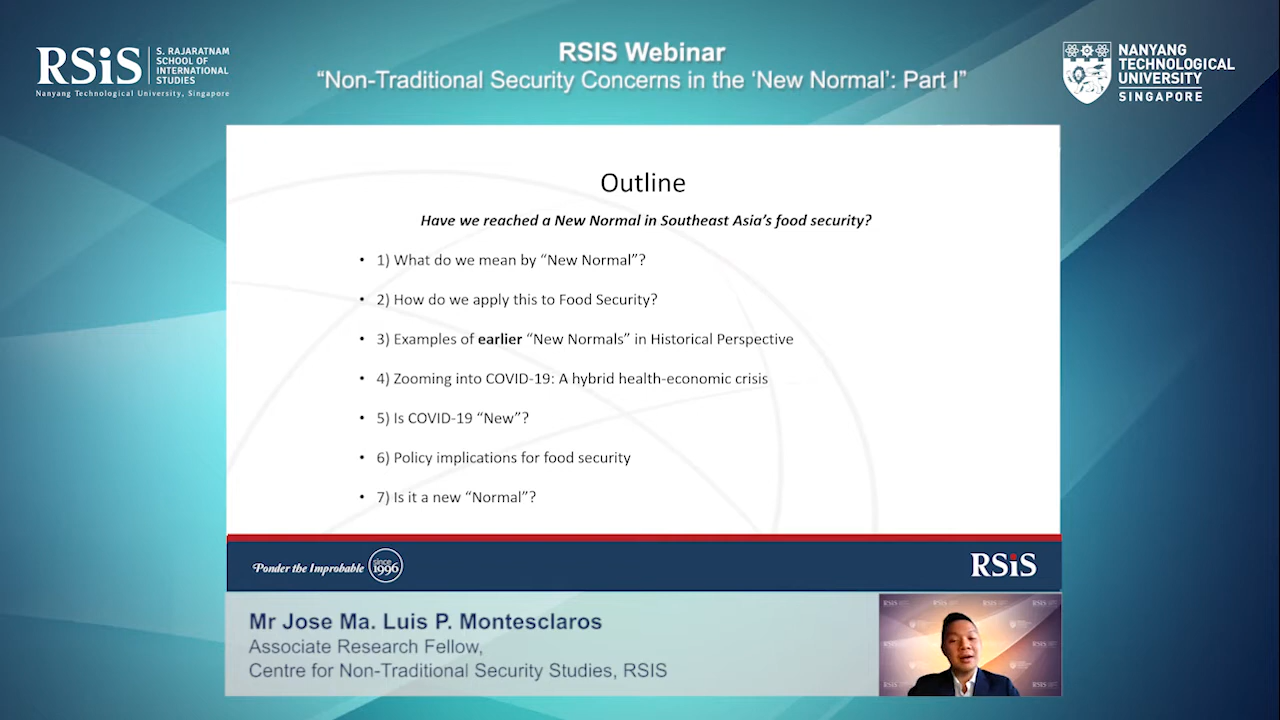 RSiS
S. RAJARATNAM
SCHOOL OF
INTERNATIONAL
STUDIES
Nanyang Technological University, Singapore
RSIS Webinar
“Non-Traditional Security Concerns in the ‘New Normal’: Part I”
NANYANG
TECHNOLOGICAL
UNIVERSITY
SINGAPORE
Outline
Have we reached a New Normal in Southeast Asia’s food security?
• 1) What do we mean by “New Normal”?
• 2) How do we apply this to Food Security?
• 3) Examples of earlier “New Normals” in Historical Perspective
• 4) Zooming into COVID-19: A hybrid health-economic crisis
• 5) Is COVID-19 “New”?
• 6) Policy implications for food security
• 7) Is it a new “Normal”?
Ponder the Improbable
since
1996
RSiS
Mr Jose Ma. Luis P. Montesclaros
Associate Research Fellow,
Centre for Non-Traditional Security Studies, RSIS